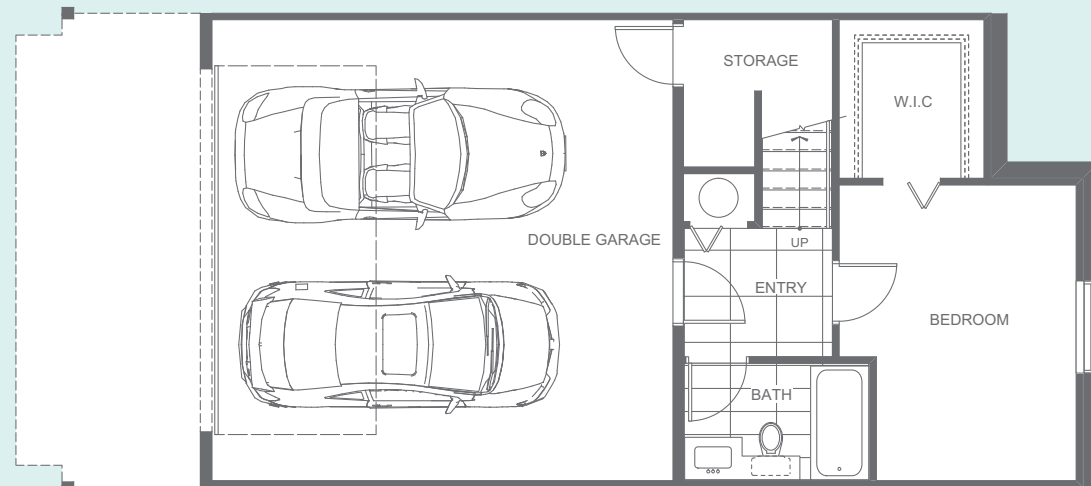 STORAGE
W.I.C
DOUBLE GARAGE
UP
ENTRY
BEDROOM
BATH